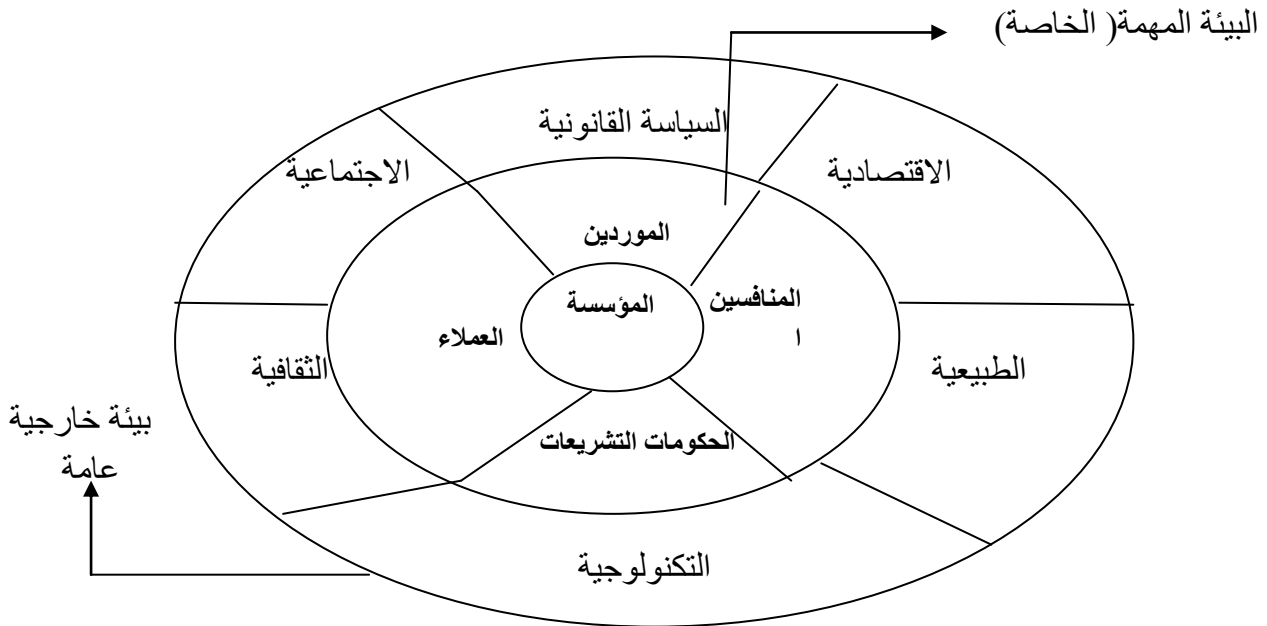 البيئة المهمة( الخاصة)
السياسة القانونية
الاقتصادية
الاجتماعية
الموردين
المؤسسة
المنافسين
ا
العملاء
الطبيعية
الثقافية
بيئة خارجية
عامة
الحكومات التشريعات
التكنولوجية